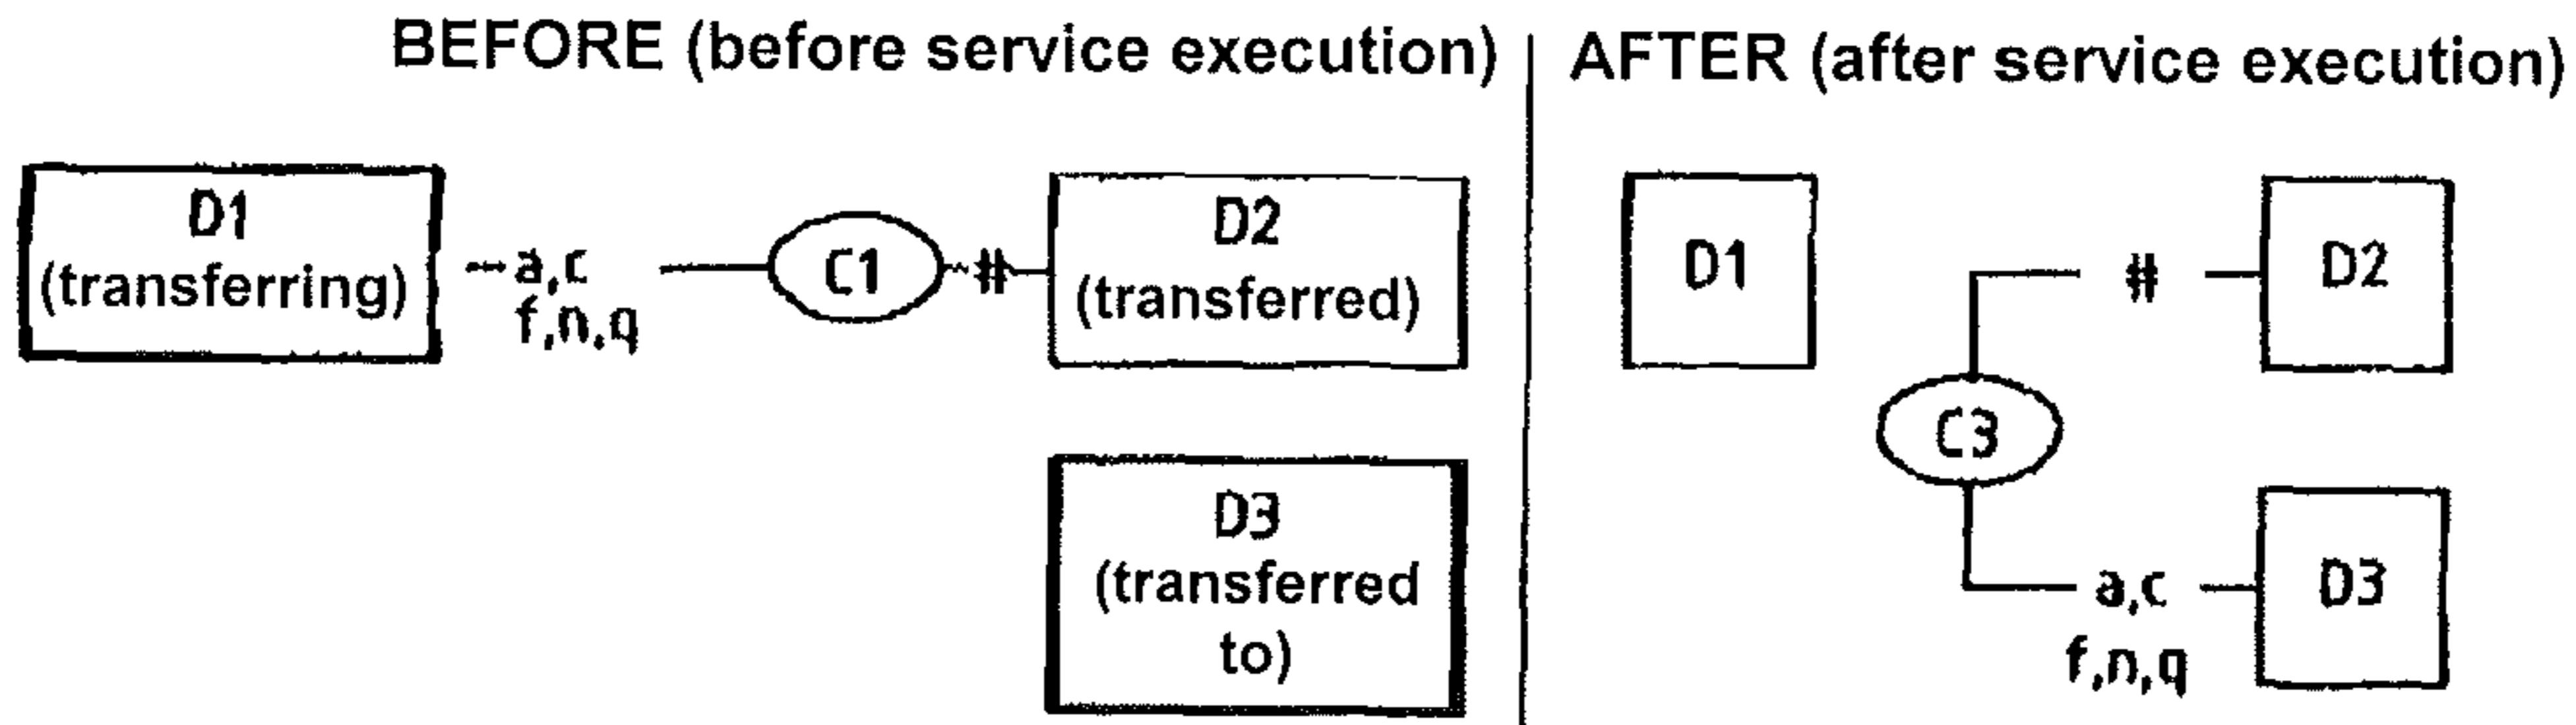 BEFORE (before service execution)
D1
(transferring)
a,c
f,n,q
C1
#
D2
(transferred)
D3
(transferred
to)
AFTER (after service execution)
D1
#
D2
C3
a,c
f,n,q
D3